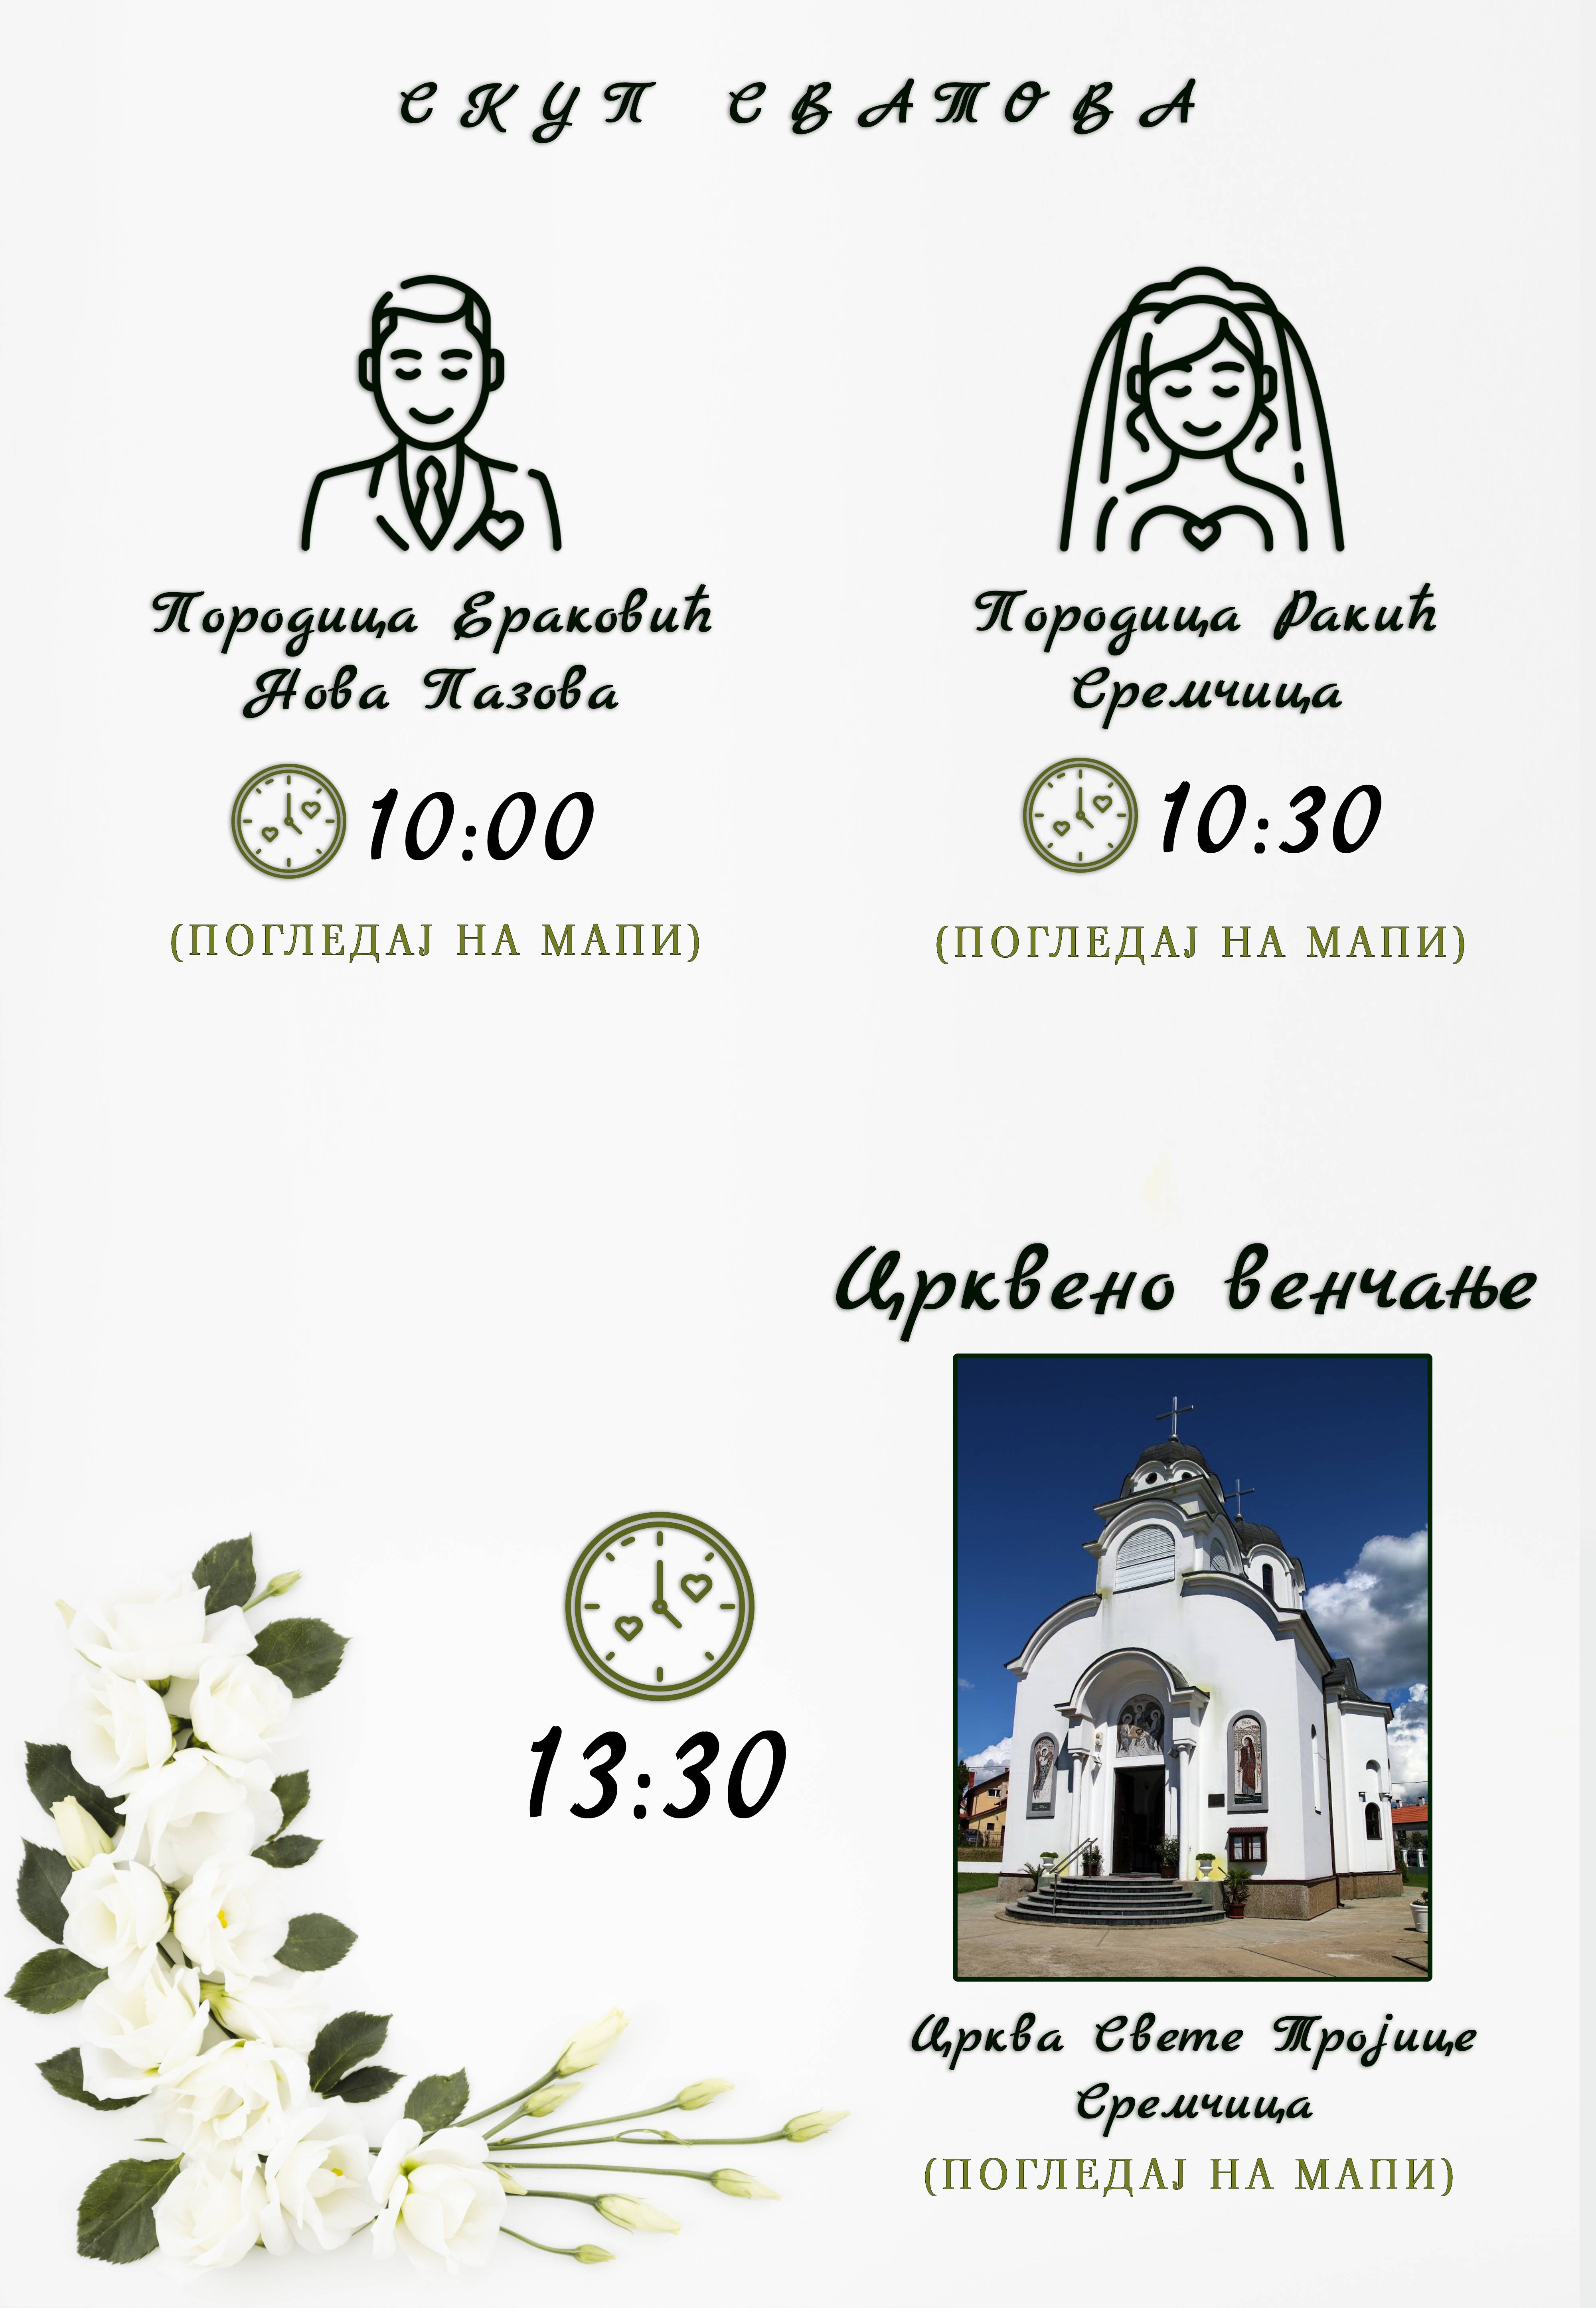 СКУП СВАТОВА
Породица Ераковић
Нова Пазова
10:00
(ПОГЛЕДАЈ НА МАПИ)
Породица Ракић
Сремчица
10:30
(ПОГЛЕДАЈ НА МАПИ)
Црквено венчање
13:30
Црква Свете Тројице
Сремчица
(ПОГЛЕДАЈ НА МАПИ)